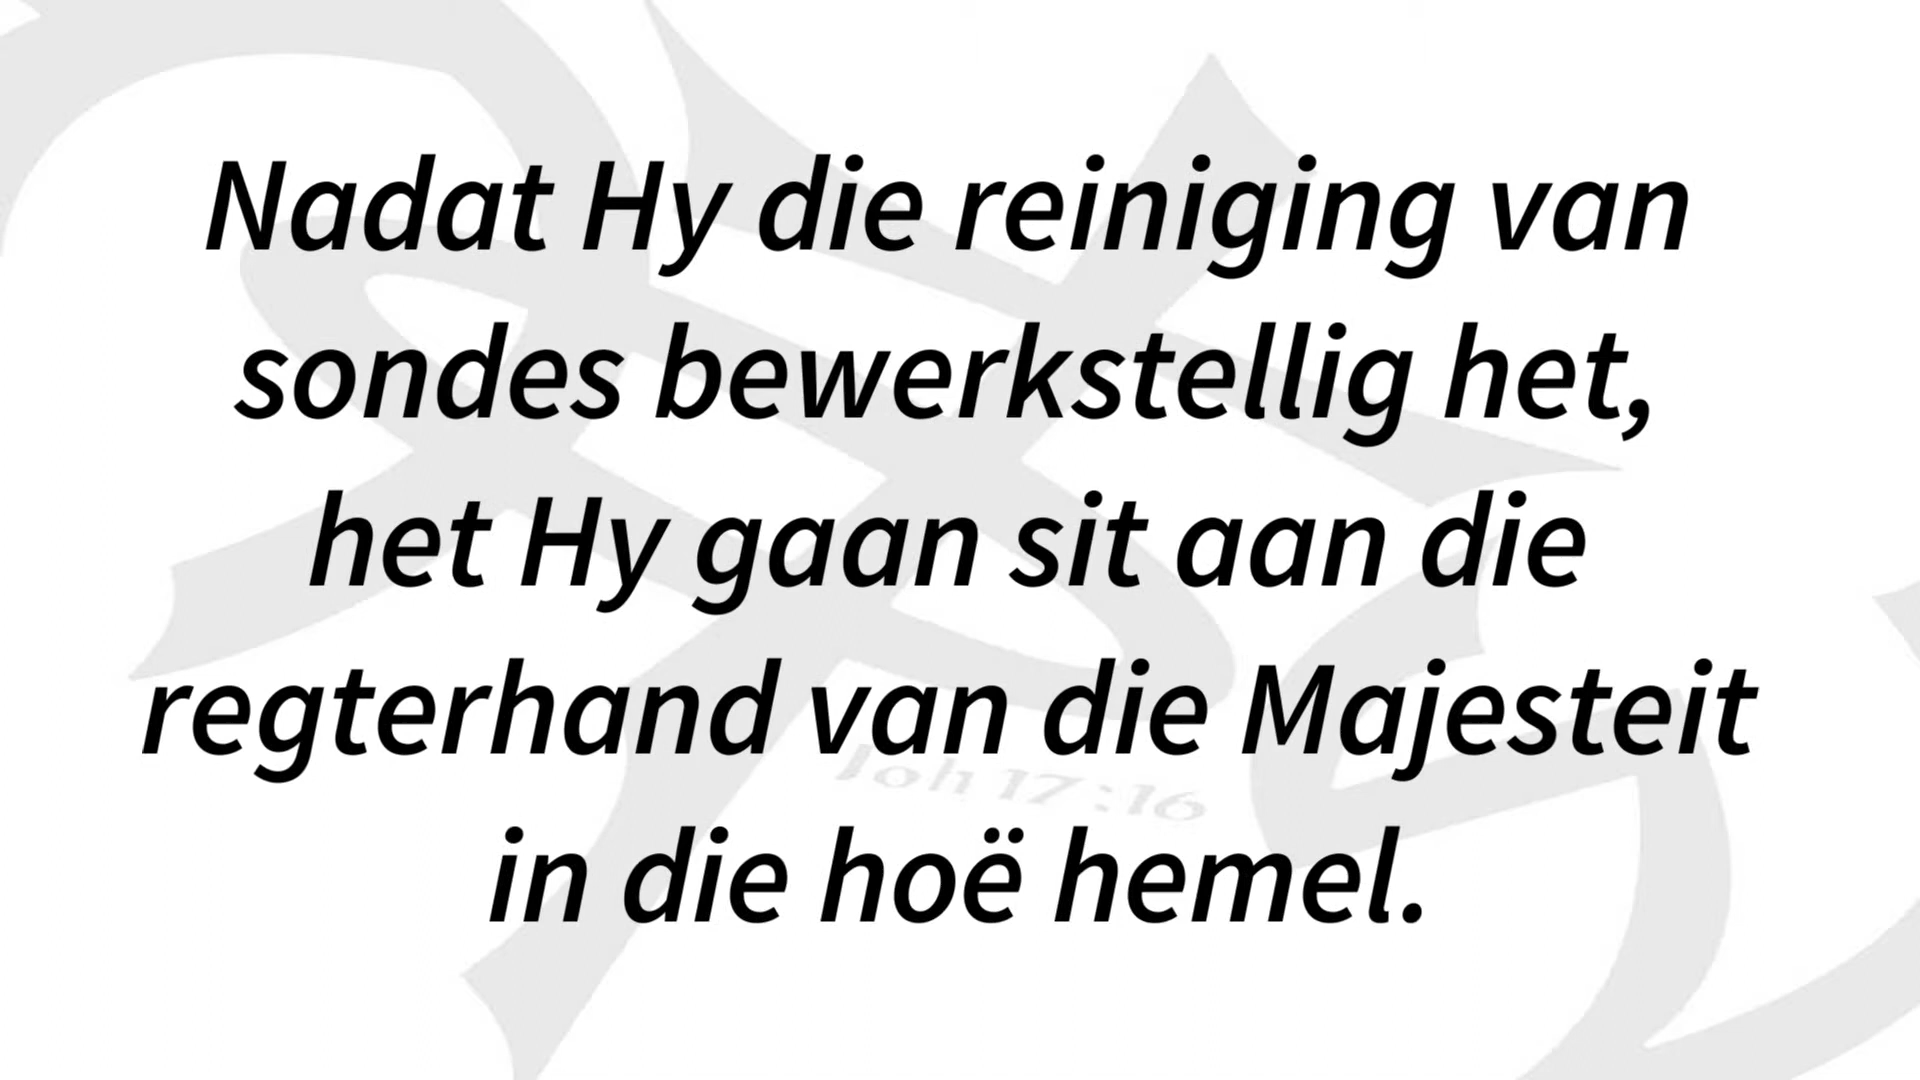 Nadat Hy die reiniging van
sondes bewerkstellig het,
het Hy gaan sit aan die
regterhand van die Majesteit
Joh 17:16
in die hoë hemel.